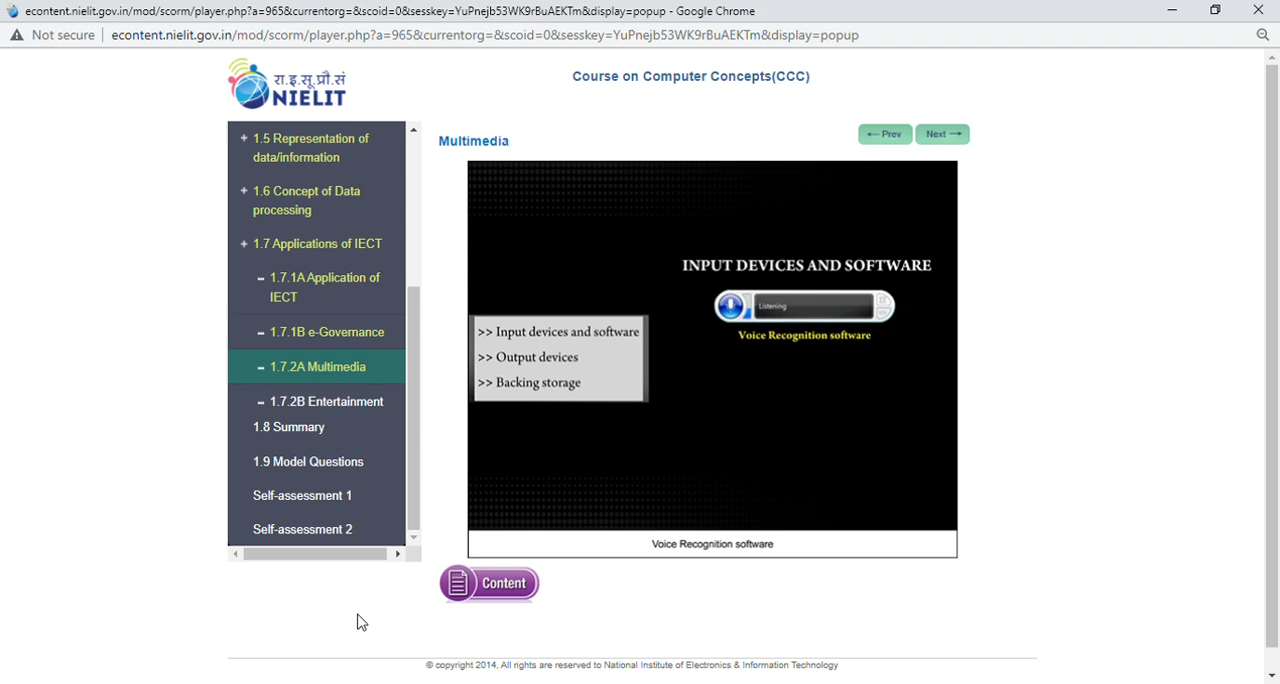 econtent.nielit.gov.in/mod/scorm/player.php?a=965&currentorg=&scoid=0&sesskey=YuPnejb53WK9rBuAEKTm&display=popup - Google Chrome
Not secure
econtent.nielit.gov.in/mod/scorm/player.php?a=965&currentorg=&scoid=0&sesskey=YuPnejb53WK9rBuAEKTm&display=popup
रा.इ.सू.प्रौ.सं
NIELIT
Course on Computer Concepts(CCC)
+ 1.5 Representation of
data/information
+ 1.6 Concept of Data
processing
+ 1.7 Applications of IECT
– 1.7.1A Application of
IECT
– 1.7.1B e-Governance
– 1.7.2A Multimedia
– 1.7.2B Entertainment
1.8 Summary
1.9 Model Questions
Self-assessment 1
Self-assessment 2
Multimedia
← Prev
Next →
INPUT DEVICES AND SOFTWARE
Listening
Voice Recognition software
>> Input devices and software
>> Output devices
>> Backing storage
Voice Recognition software
Content
© copyright 2014, All rights are reserved to National Institute of Electronics & Information Technology